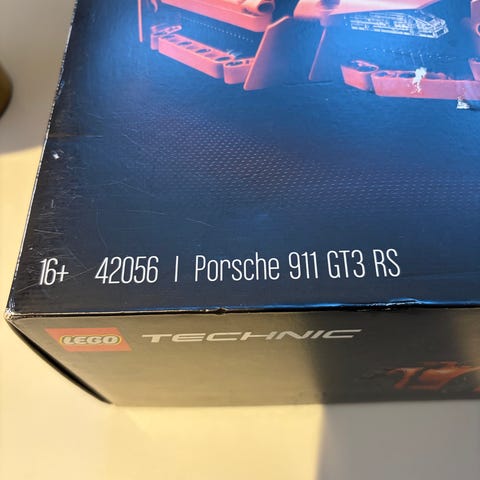 16+ 42056 | Porsche 911 GT3 RS
LEGO TECHNIC